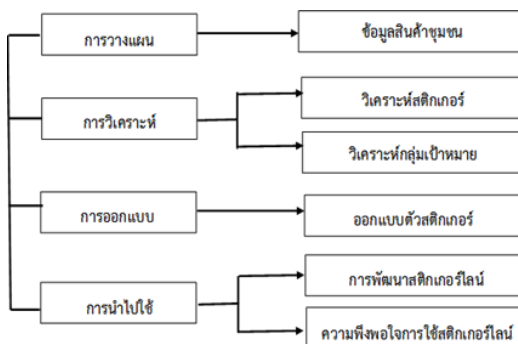 การวางแผน
ข้อมูลสินค้าชุมชน
การวิเคราะห์
วิเคราะห์สติกเกอร์
วิเคราะห์กลุ่มเป้าหมาย
การออกแบบ
ออกแบบตัวสติกเกอร์
การนำไปใช้
การพัฒนาสติกเกอร์ไลน์
ความพึงพอใจการใช้สติกเกอร์ไลน์